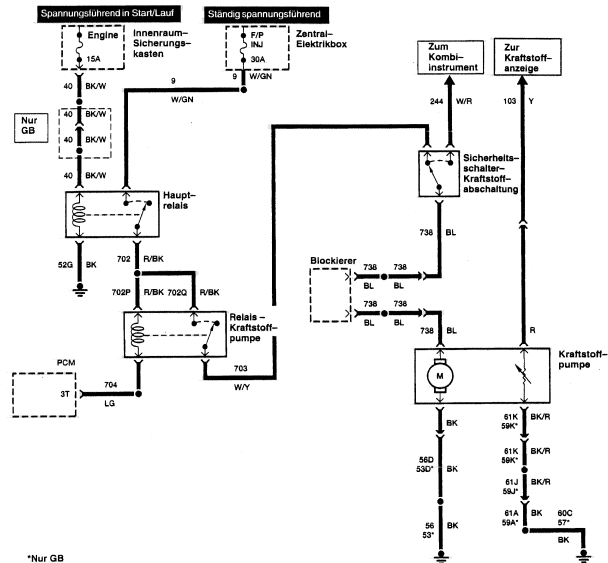 Spannungsführend in Start/Lauf
Ständig spannungsführend
Engine
15A
Innenraum–
Sicherungs–
kasten
F/P
INJ
30A
Zentral–
Elektrikbox
Zum
Kombi–
instrument
Zur
Kraftstoff–
anzeige
40 BK/W
9
W/GN
9 W/GN
244 W/R
103 Y
Nur
GB
40 BK/W
40 BK/W
40 BK/W
Haupt–
relais
Sicherheits–
schalter–
Kraftstoff–
abschaltung
52G BK
702 R/BK
738 BL
Blockierer
738 738
BL BL
738 738
BL BL
702P R/BK 702Q R/BK
Relais –
Kraftstoff–
pumpe
738 BL
R
PCM
3T
704
LG
703
W/Y
M
Kraftstoff–
pumpe
BK
61K BK/R
59K*
56D BK
53D*
61K BK/R
59K*
61J BK/R
59J*
61A BK
59A*
60C
57*
BK
56 BK
53*
*Nur GB